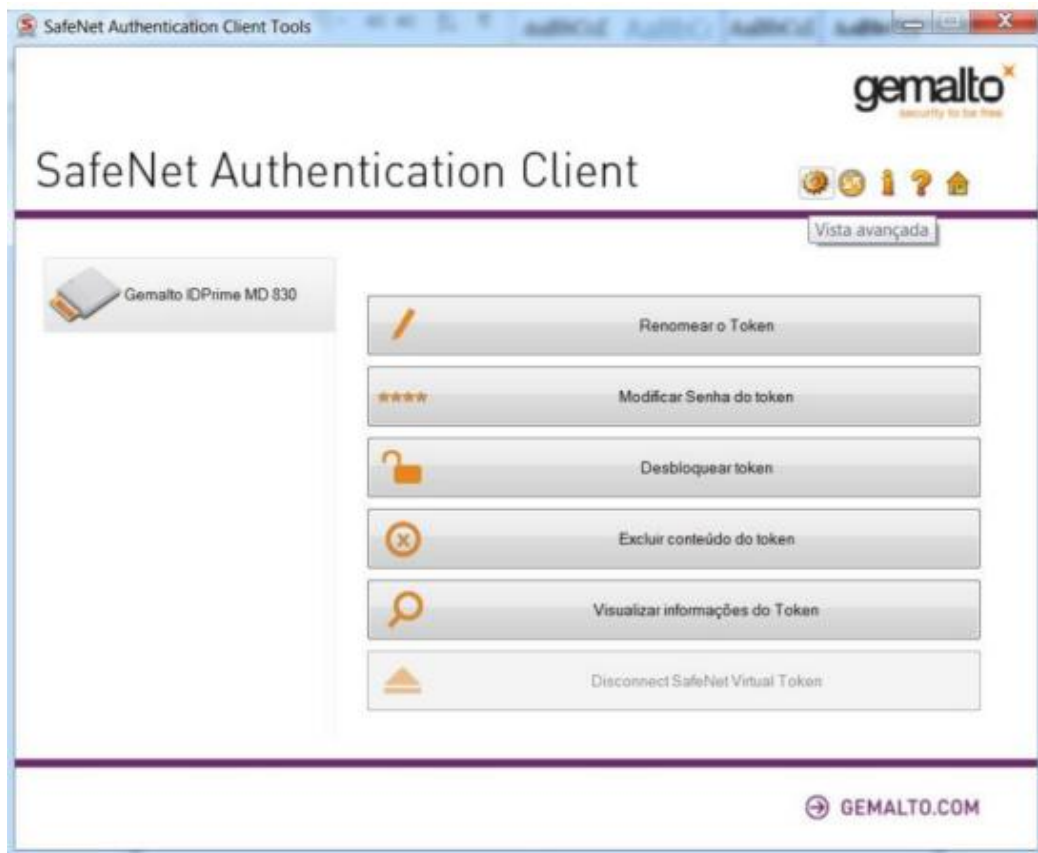 SafeNet Authentication Client Tools
gemalto
security to be free
SafeNet Authentication Client
Vista avançada
Gemalto IDPrime MD 830
Renomear o Token
**** Modificar Senha do token
Desbloquear token
Excluir conteúdo do token
Visualizar informações do Token
Disconnect SafeNet Virtual Token
GEMALTO.COM